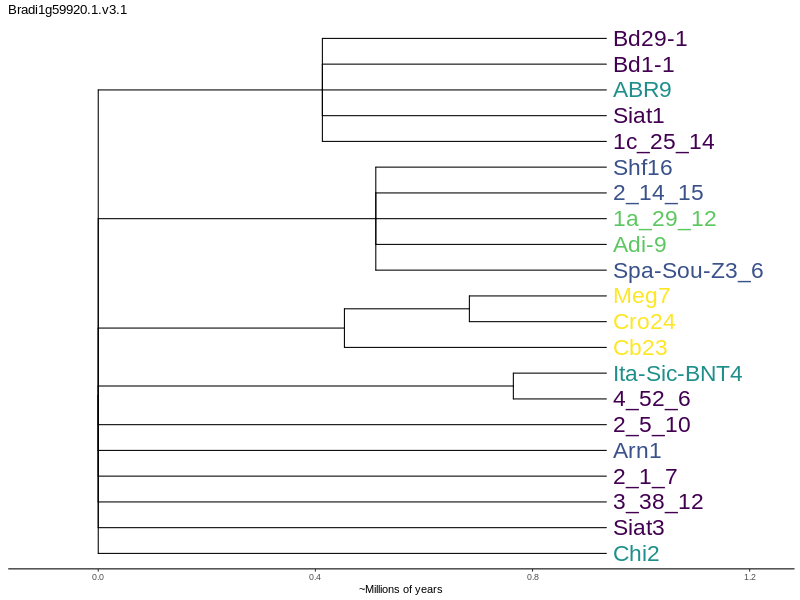 Bradi1g59920.1.v3.1
Bd29-1
Bd1-1
ABR9
Siat1
1c_25_14
Shf16
2_14_15
1a_29_12
Adi-9
Spa-Sou-Z3_6
Meg7
Cro24
Cb23
Ita-Sic-BNT4
4_52_6
2_5_10
Arn1
2_1_7
3_38_12
Siat3
Chi2
0.0 0.4 0.8 1.2
~Millions of years